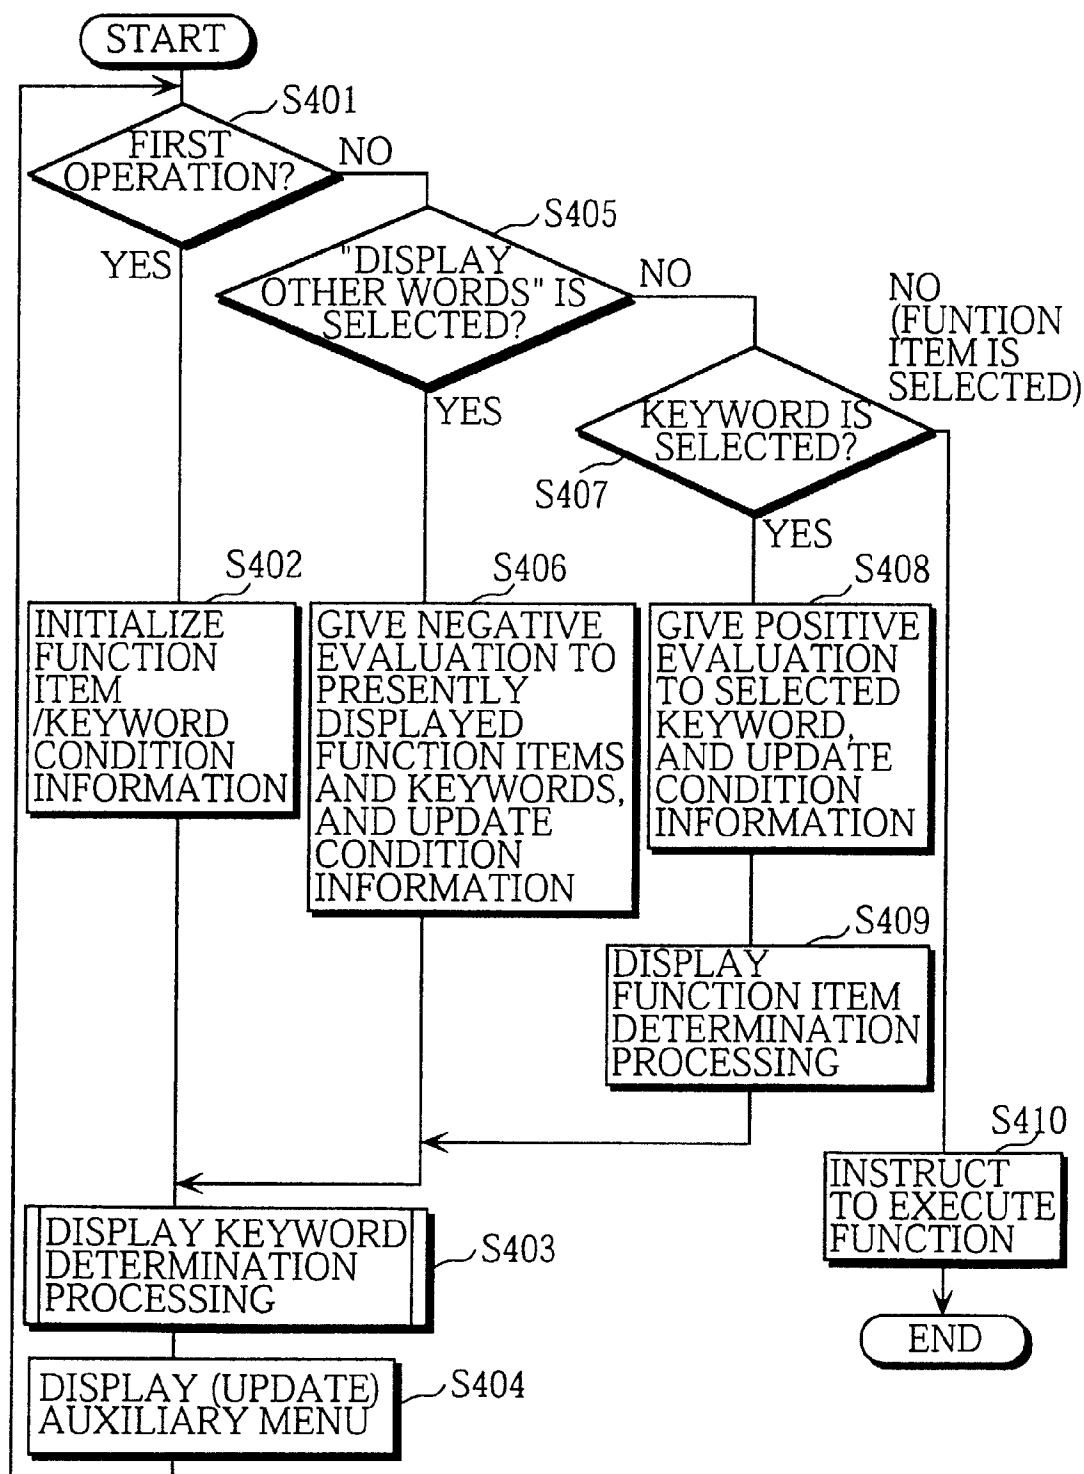 START
S401
FIRST
OPERATION?
NO
YES
S405
"DISPLAY
OTHER WORDS" IS
SELECTED?
NO
YES
NO
(FUNTION
ITEM IS
SELECTED)
KEYWORD IS
SELECTED?
S407
YES
S402
INITIALIZE
FUNCTION
ITEM
/KEYWORD
CONDITION
INFORMATION
S406
GIVE NEGATIVE
EVALUATION TO
PRESENTLY
DISPLAYED
FUNCTION ITEMS
AND KEYWORDS,
AND UPDATE
CONDITION
INFORMATION
S408
GIVE POSITIVE
EVALUATION
TO SELECTED
KEYWORD,
AND UPDATE
CONDITION
INFORMATION
S409
DISPLAY
FUNCTION ITEM
DETERMINATION
PROCESSING
S410
INSTRUCT
TO EXECUTE
FUNCTION
DISPLAY KEYWORD
DETERMINATION
PROCESSING
S403
END
DISPLAY (UPDATE)
AUXILIARY MENU
S404